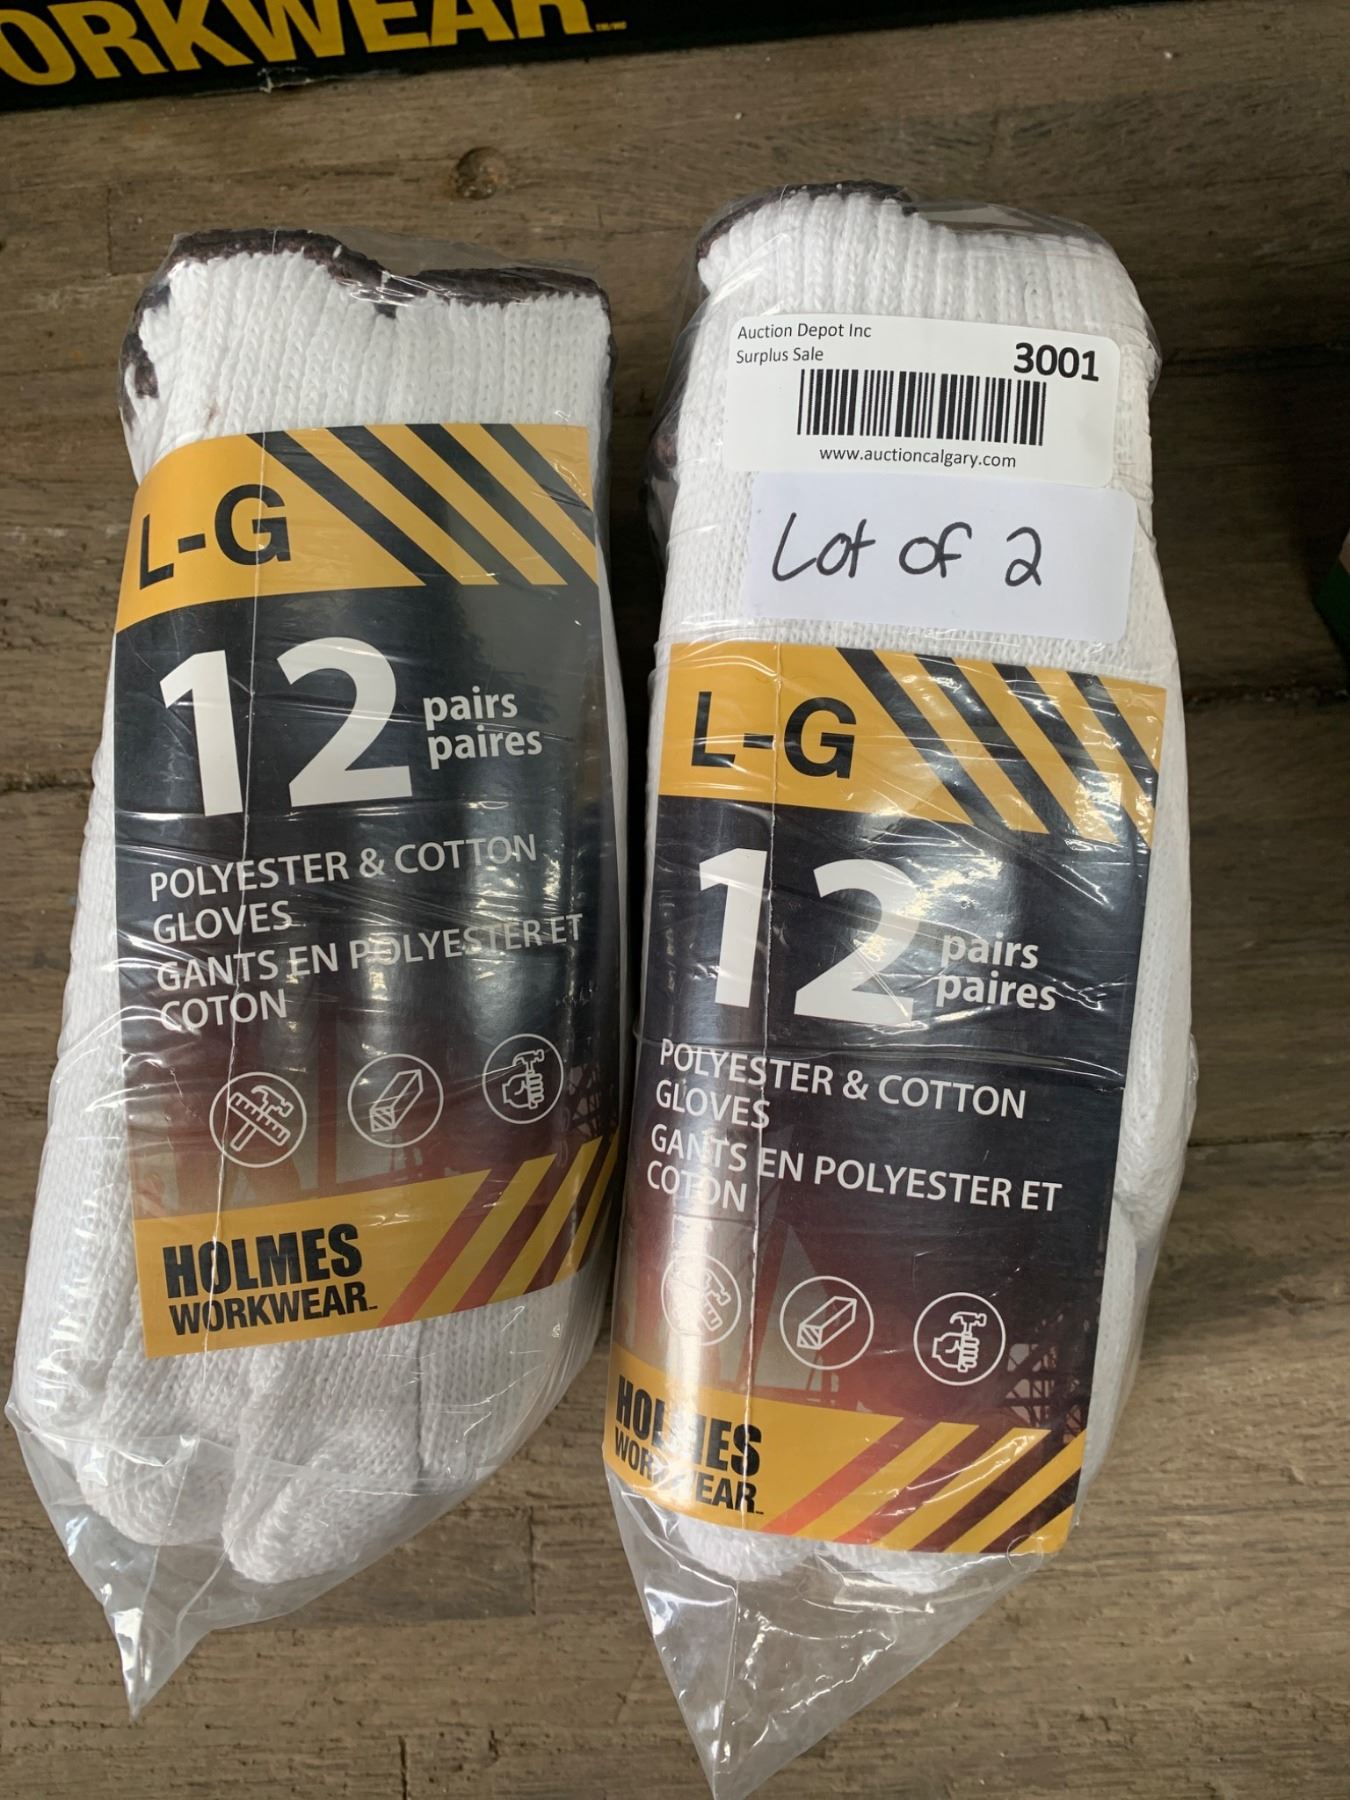 ORKWEAR
L-G
12
pairs
paires
POLYESTER & COTTON
GLOVES
GANTS EN POLYESTER ET
COTON
HOLMES
WORKWEAR
Auction Depot Inc
Surplus Sale
3001
www.auctioncalgary.com
Lot of 2
L-G
12
pairs
paires
POLYESTER & COTTON
GLOVES
GANTS EN POLYESTER ET
COTON
HOLMES
WORKWEAR